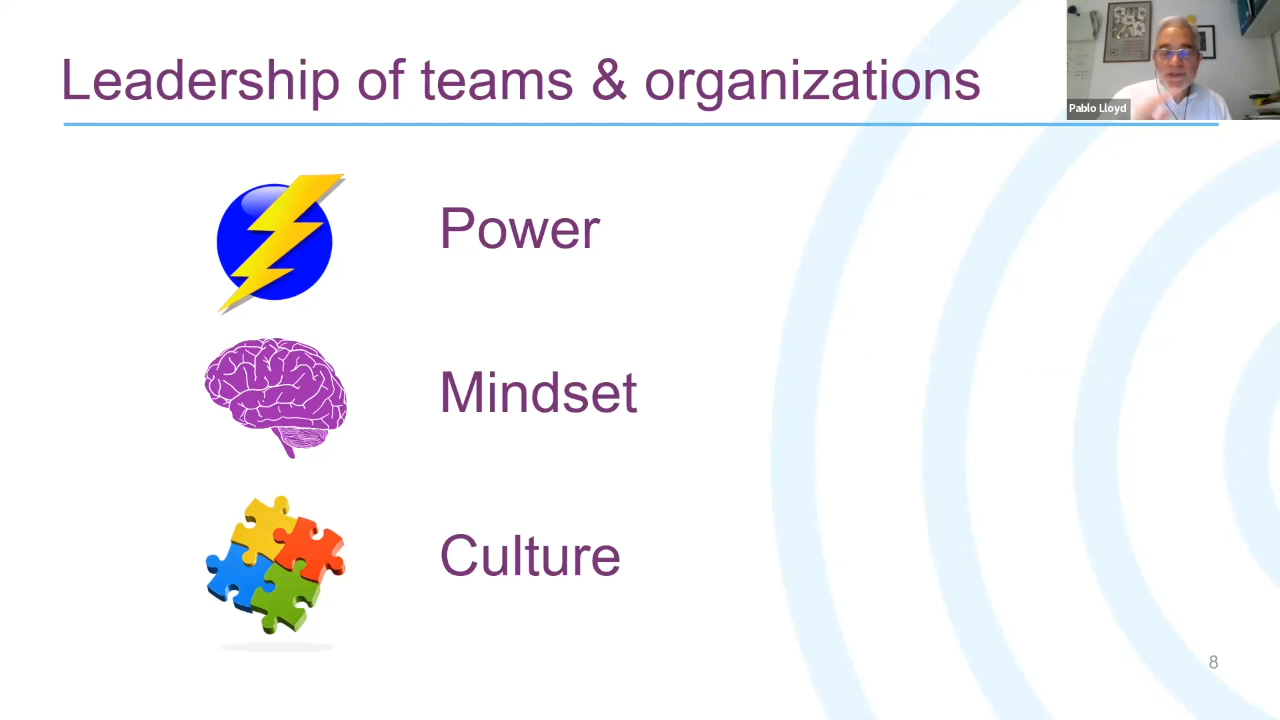 Leadership of teams & organizations
Pablo Lloyd
Power
Mindset
Culture
8